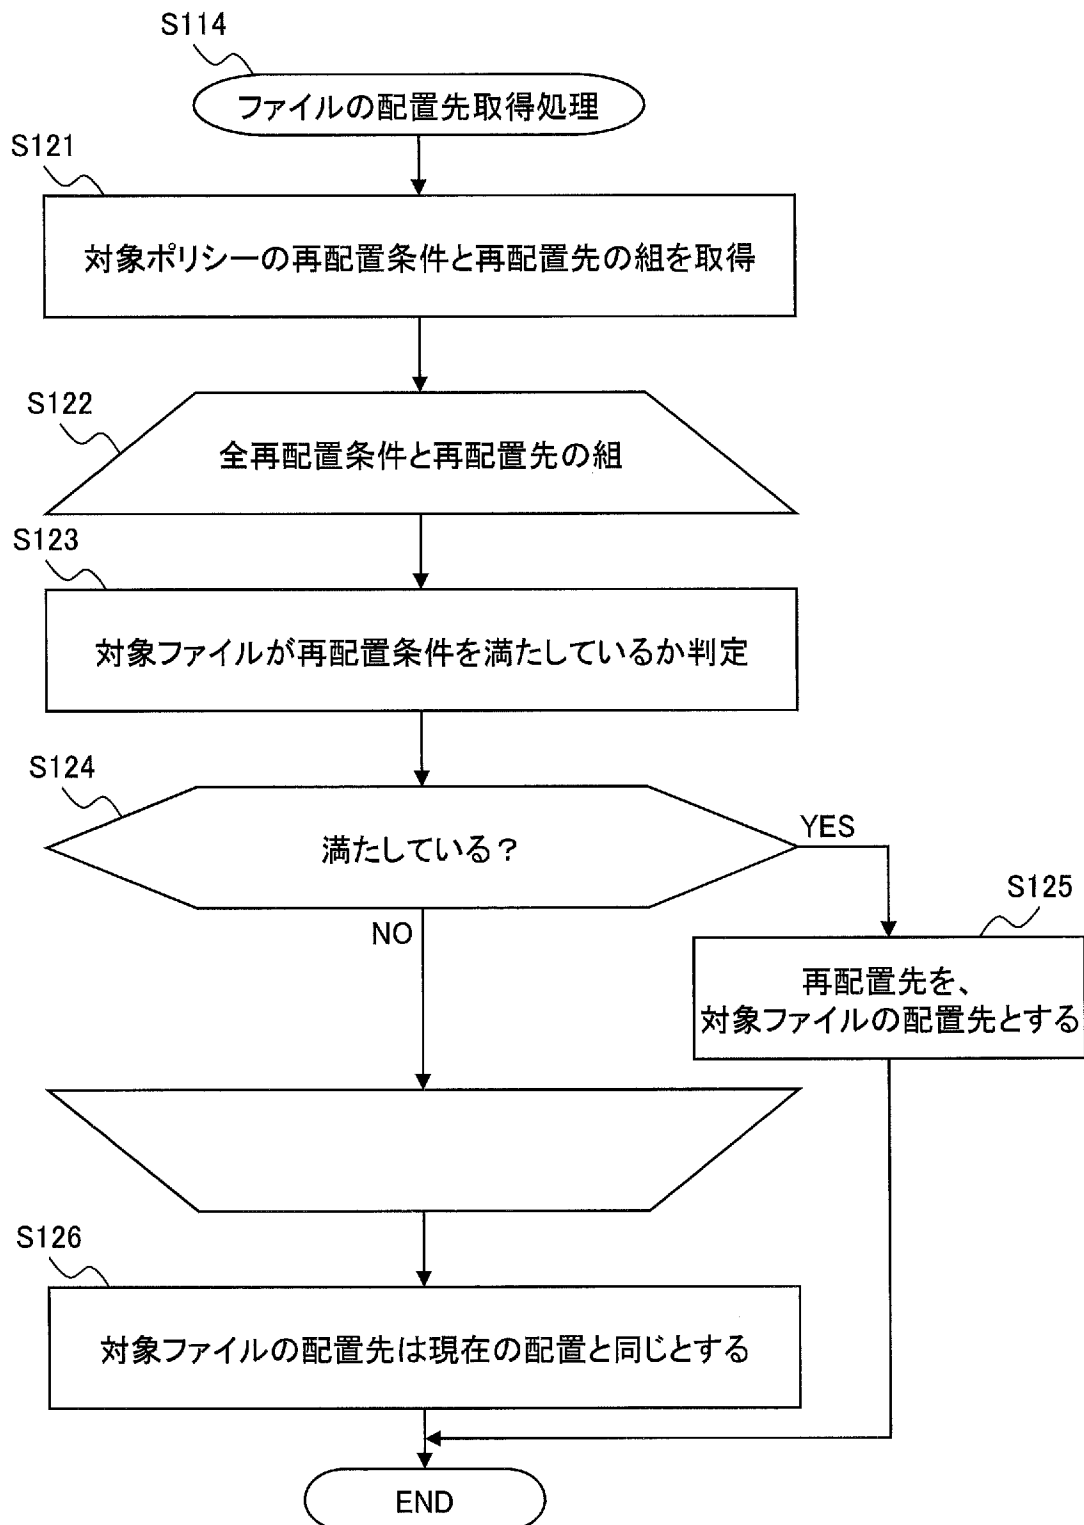 S114
ファイルの配置先取得処理
S121
対象ポリシーの再配置条件と再配置先の組を取得
S122
全再配置条件と再配置先の組
S123
対象ファイルが再配置条件を満たしているか判定
S124
満たしている？
YES
NO
S125
再配置先を、
対象ファイルの配置先とする
S126
対象ファイルの配置先は現在の配置と同じとする
END